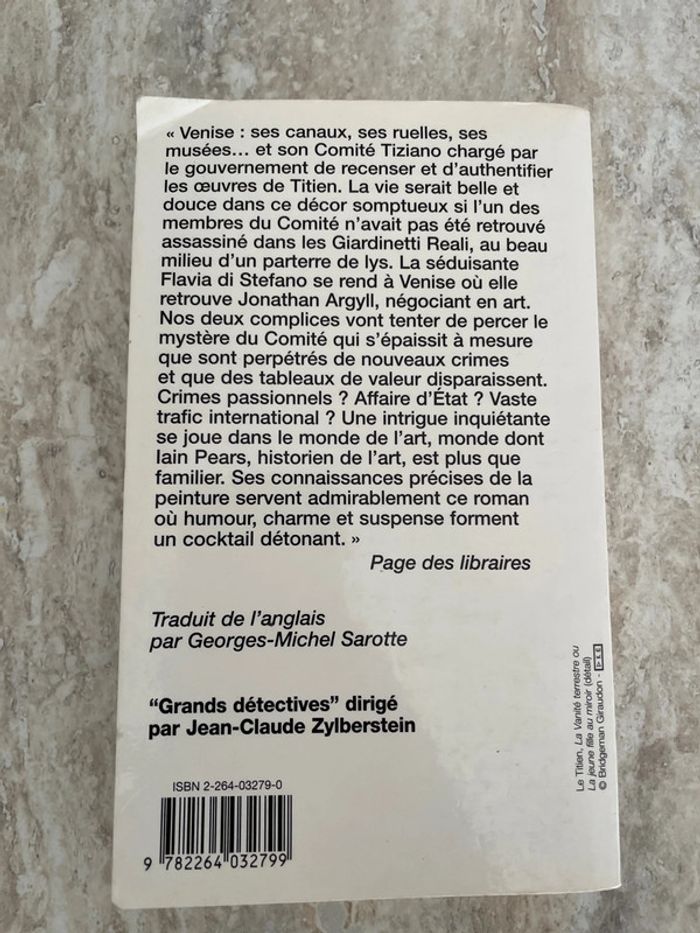 « Venise : ses canaux, ses ruelles, ses
musées... et son Comité Tiziano chargé par
le gouvernement de recenser et d'authentifier
les œuvres de Titien. La vie serait belle et
douce dans ce décor somptueux si l'un des
membres du Comité n'avait pas été retrouvé
assassiné dans les Giardinetti Reali, au beau
milieu d'un parterre de lys. La séduisante
Flavia di Stefano se rend à Venise où elle
retrouve Jonathan Argyll, négociant en art.
Nos deux complices vont tenter de percer le
mystère du Comité qui s'épaissit à mesure
que sont perpétrés de nouveaux crimes
et que des tableaux de valeur disparaissent.
Crimes passionnels ? Affaire d'État ? Vaste
trafic international ? Une intrigue inquiétante
se joue dans le monde de l'art, monde dont
Iain Pears, historien de l'art, est plus que
familier. Ses connaissances précises de la
peinture servent admirablement ce roman
où humour, charme et suspense forment
un cocktail détonant. »
Page des libraires
Traduit de l'anglais
par Georges-Michel Sarotte
"Grands détectives" dirigé
par Jean-Claude Zylberstein
Le Titien, La Vanité terrestre ou
La jeune fille au miroir (détail)
© Bridgeman Giraudon -
ISBN 2-264-03279-0
9 782264 032799